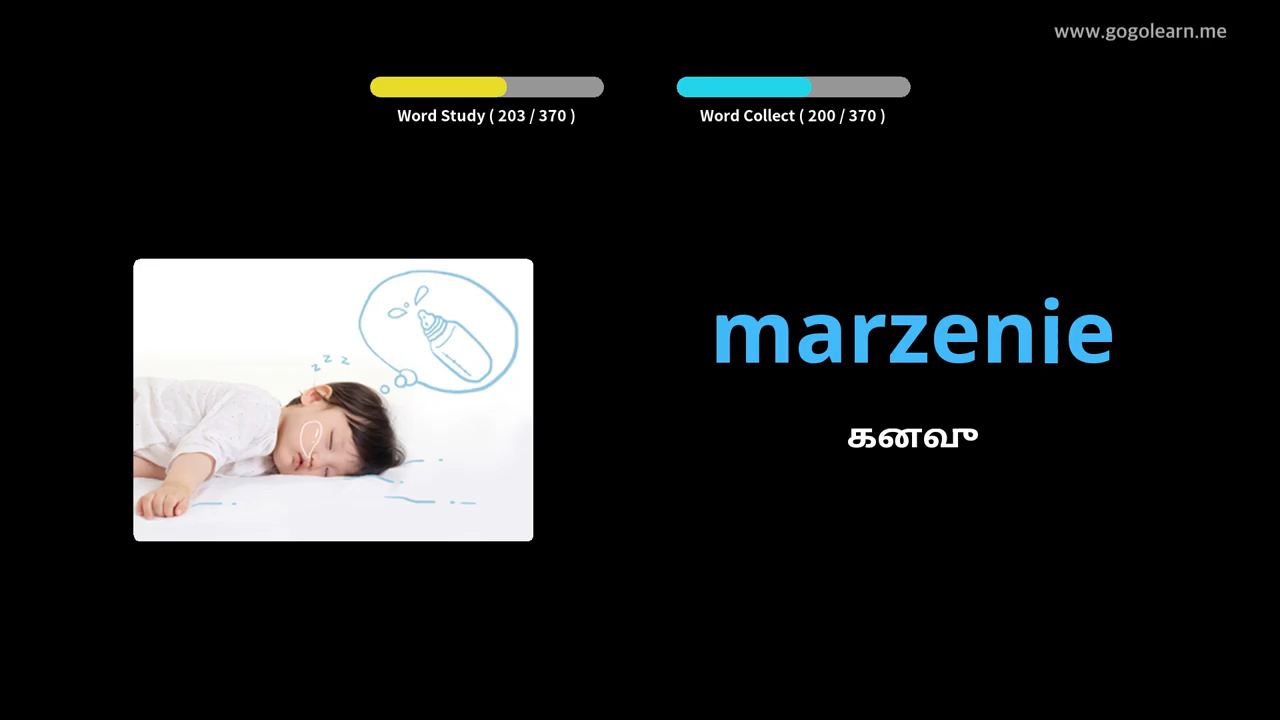 www.gogolearn.me
Word Study ( 203 / 370 )
Word Collect ( 200 / 370 )
z z z
marzenie
கனவு